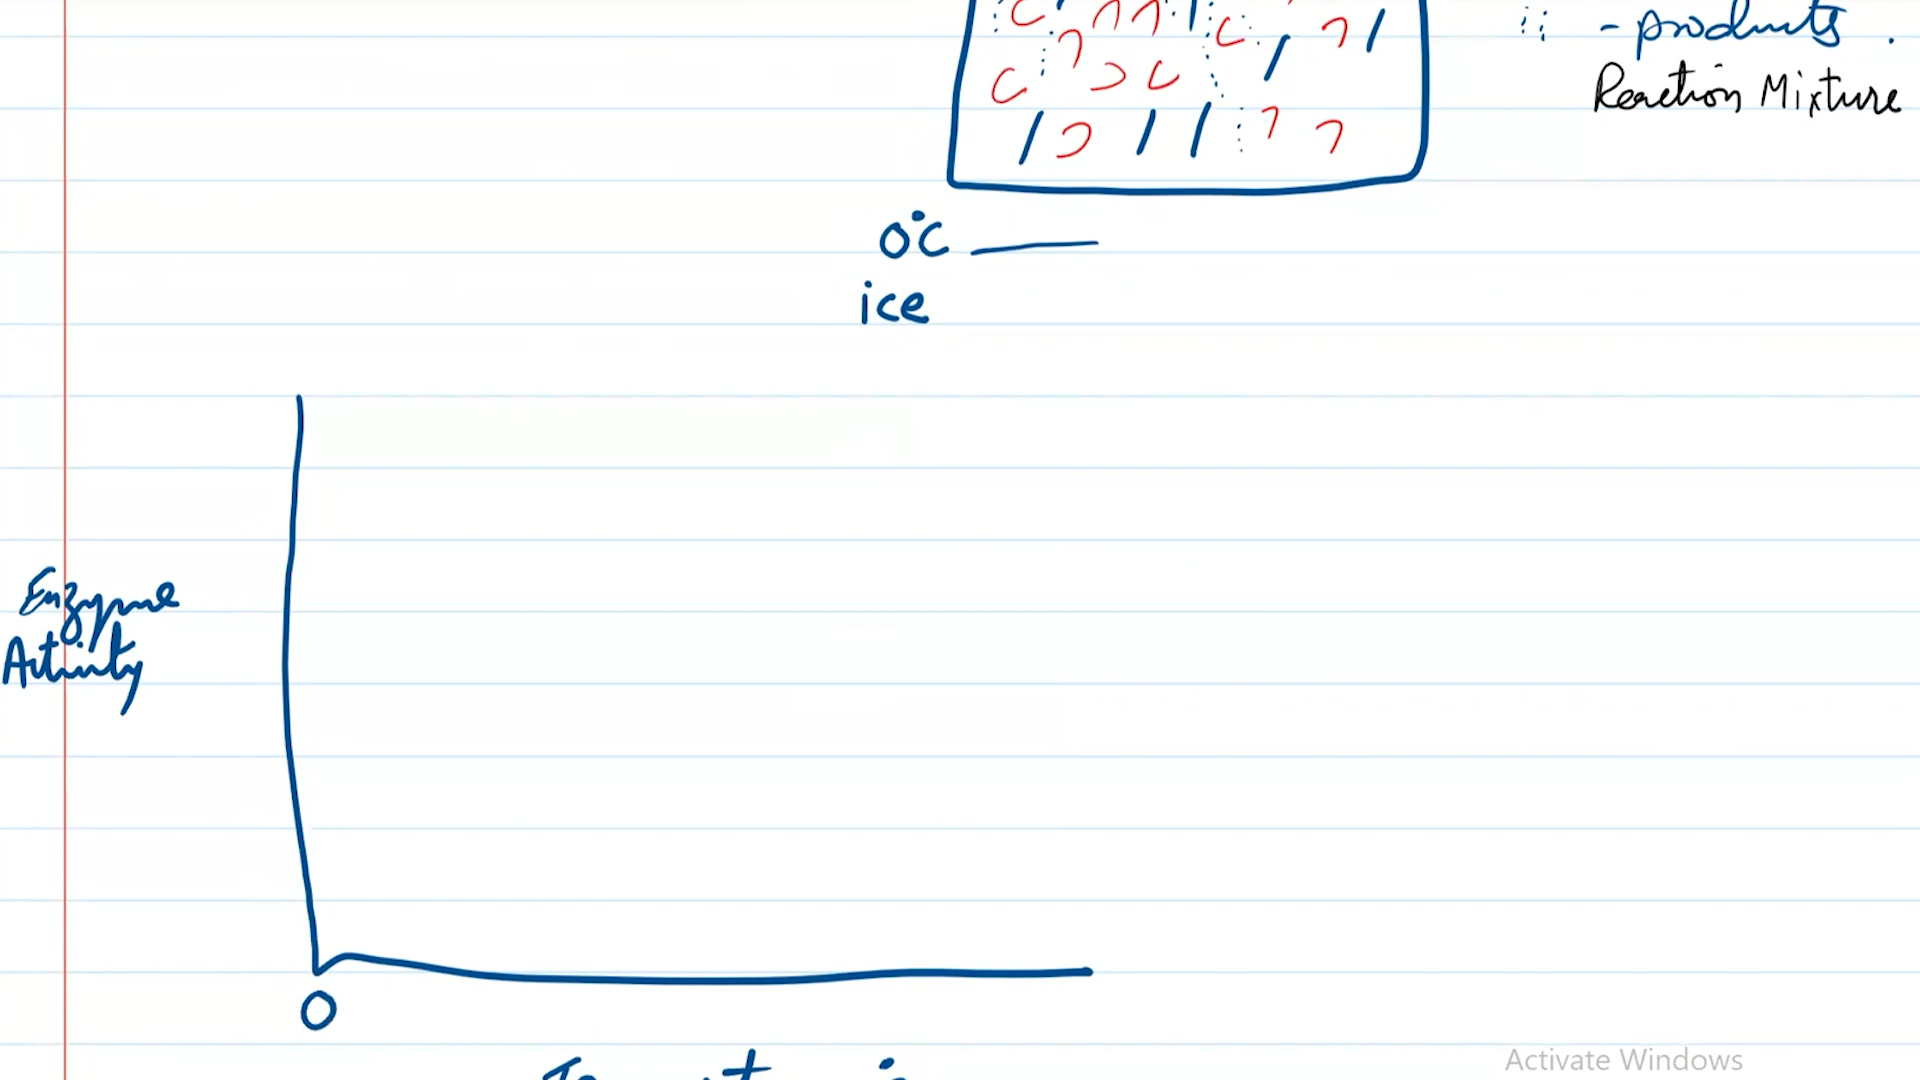 - products .
Reaction Mixture
0°C
ice
Enzyme
Activity
0
Activate Windows